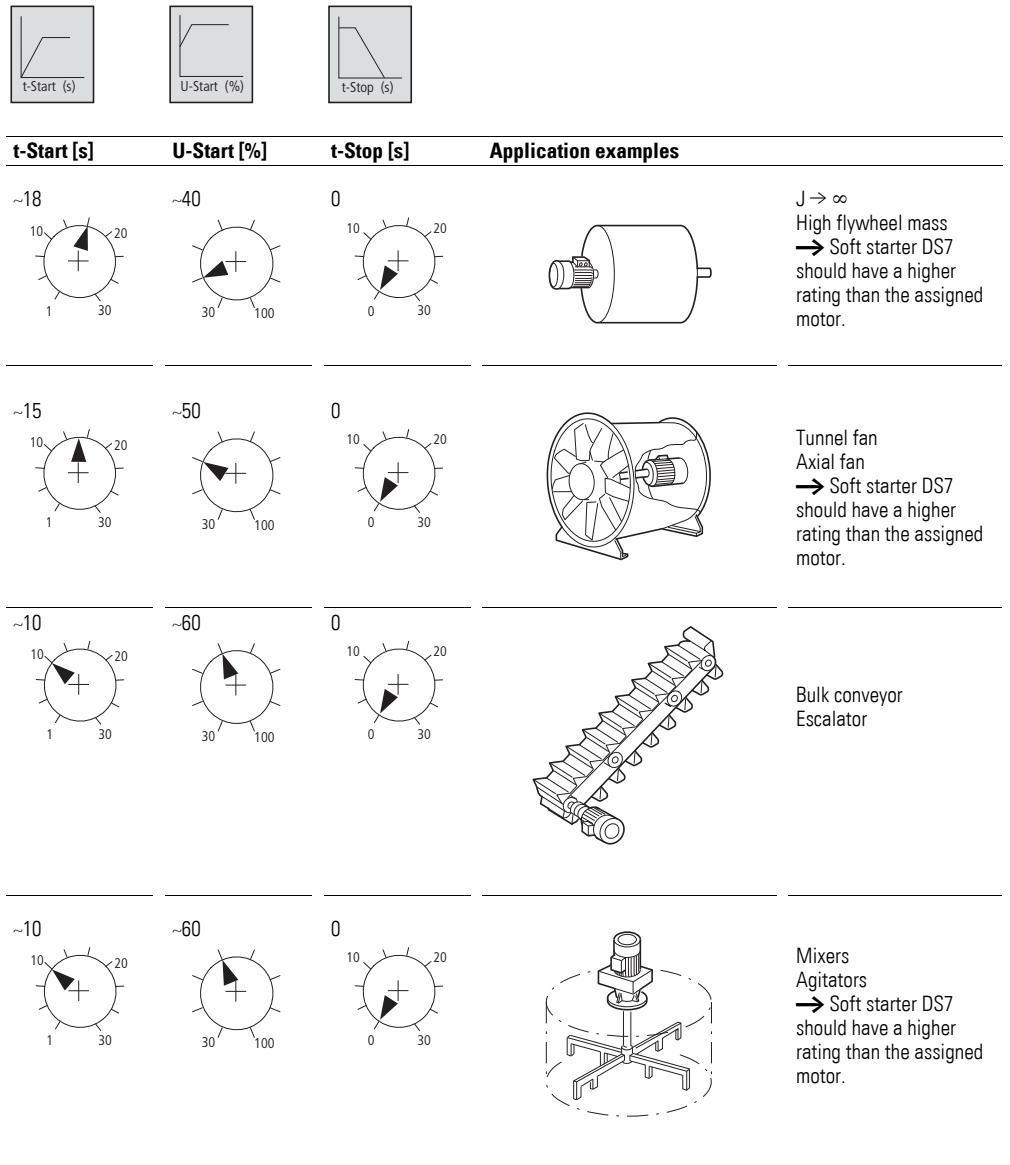 t-Start (s)
U-Start (%)
t-Stop (s)
t-Start [s]
U-Start [%]
t-Stop [s]
Application examples
~18
10
20
1
30
~40
30
100
0
10
20
0
30
J → ∞
High flywheel mass
→ Soft starter DS7
should have a higher
rating than the assigned
motor.
~15
10
20
1
30
~50
30
100
0
10
20
0
30
Tunnel fan
Axial fan
→ Soft starter DS7
should have a higher
rating than the assigned
motor.
~10
10
20
1
30
~60
30
100
0
10
20
0
30
Bulk conveyor
Escalator
~10
10
20
1
30
~60
30
100
0
10
20
0
30
Mixers
Agitators
→ Soft starter DS7
should have a higher
rating than the assigned
motor.